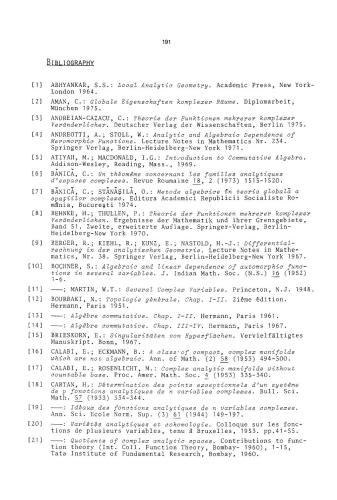 191
BIBLIOGRAPHY
[1] ABHYANKAR, S.S.: Local Analytic Geometry. Academic Press, New York-
London 1964.
[2] AMAN, C.: Globale Eigenschaften komplexer Räume. Diplomarbeit,
München 1975.
[3] ANDREIAN-CAZACU, C.: Theorie der Funktionen mehrerer komplexer
Veränderlicher. Deutscher Verlag der Wissenschaften, Berlin 1975.
[4] ANDREOTTI, A.; STOLL, W.: Analytic and Algebraic Dependence of
Meromorphic Functions. Lecture Notes in Mathematics Nr. 234.
Springer Verlag, Berlin-Heidelberg-New York 1971.
[5] ATIYAH, M.; MACDONALD, I.G.: Introduction to Commutative Algebra.
Addison-Wesley, Reading, Mass., 1969.
[6] BĂNICĂ, C.: Un théorème concernant les familles analytiques
d'espaces complexes. Revue Roumaine 18, 2 (1973) 1515-1520.
[7] BĂNICĂ, C.; STĂNĂŞILĂ, O.: Metode algebrice în teoria globală a
spaţiilor complexe. Editura Academiei Republicii Socialiste Ro-
mânia, Bucureşti 1974.
[8] BEHNKE, H.; THULLEN, P.: Theorie der Funktionen mehrerer komplexer
Veränderlichen. Ergebnisse der Mathematik und ihrer Grenzgebiete,
Band 51, Zweite, erweiterte Auflage. Springer-Verlag, Berlin-
Heidelberg-New York 1970.
[9] BERGER, R.; KIEHL, R.; KUNZ, E.; NASTOLD, H.-J.: Differential-
rechnung in der analytischen Geometrie. Lecture Notes in Mathe-
matics, Nr. 38. Springer Verlag, Berlin-Heidelberg-New York 1967.
[10] BOCHNER, S.: Algebraic and linear dependence of automorphic func-
tions in several variables. J. Indian Math. Soc. (N.S.) 16 (1952)
1-6.
[11] ——; MARTIN, W.T.: Several Complex Variables. Princeton, N.J. 1948.
[12] BOURBAKI, N.: Topologie générale. Chap. I-II. 2ième édition.
Hermann, Paris 1951.
[13] ——: Algèbre commutative. Chap. I-II. Hermann, Paris 1961.
[14] ——: Algèbre commutative. Chap. III-IV. Hermann, Paris 1967.
[15] BRIESKORN, E.: Singularitäten von Hyperflächen. Vervielfältigtes
Manuskript. Bonn, 1967.
[16] CALABI, E.; ECKMANN, B.: A class of compact, complex manifolds
which are not algebraic. Ann. of Math. (2) 58 (1953) 494-500.
[17] CALABI, E.; ROSENLICHT, M.: Complex analytic manifolds without
countable base. Proc. Amer. Math. Soc. 4 (1953) 335-340.
[18] CARTAN, H.: Détermination des points exceptionnels d'un système
de p fonctions analytiques de n variables complexes. Bull. Sci.
Math. 57 (1933) 334-344.
[19] ——: Idéaux des fonctions analytiques de n variables complexes.
Ann. Sci. Ecole Norm. Sup. (3) 61 (1944) 149-197.
[20] ——: Variétés analytiques et cohomologie. Colloque sur les fonc-
tions de plusieurs variables, tenu à Bruxelles, 1953. pp.41-55.
[21] ——: Quotients of complex analytic spaces. Contributions to func-
tion theory (Int. Coll. Function Theory, Bombay- 1960), 1-15,
Tata Institute of Fundamental Research, Bombay, 1960.